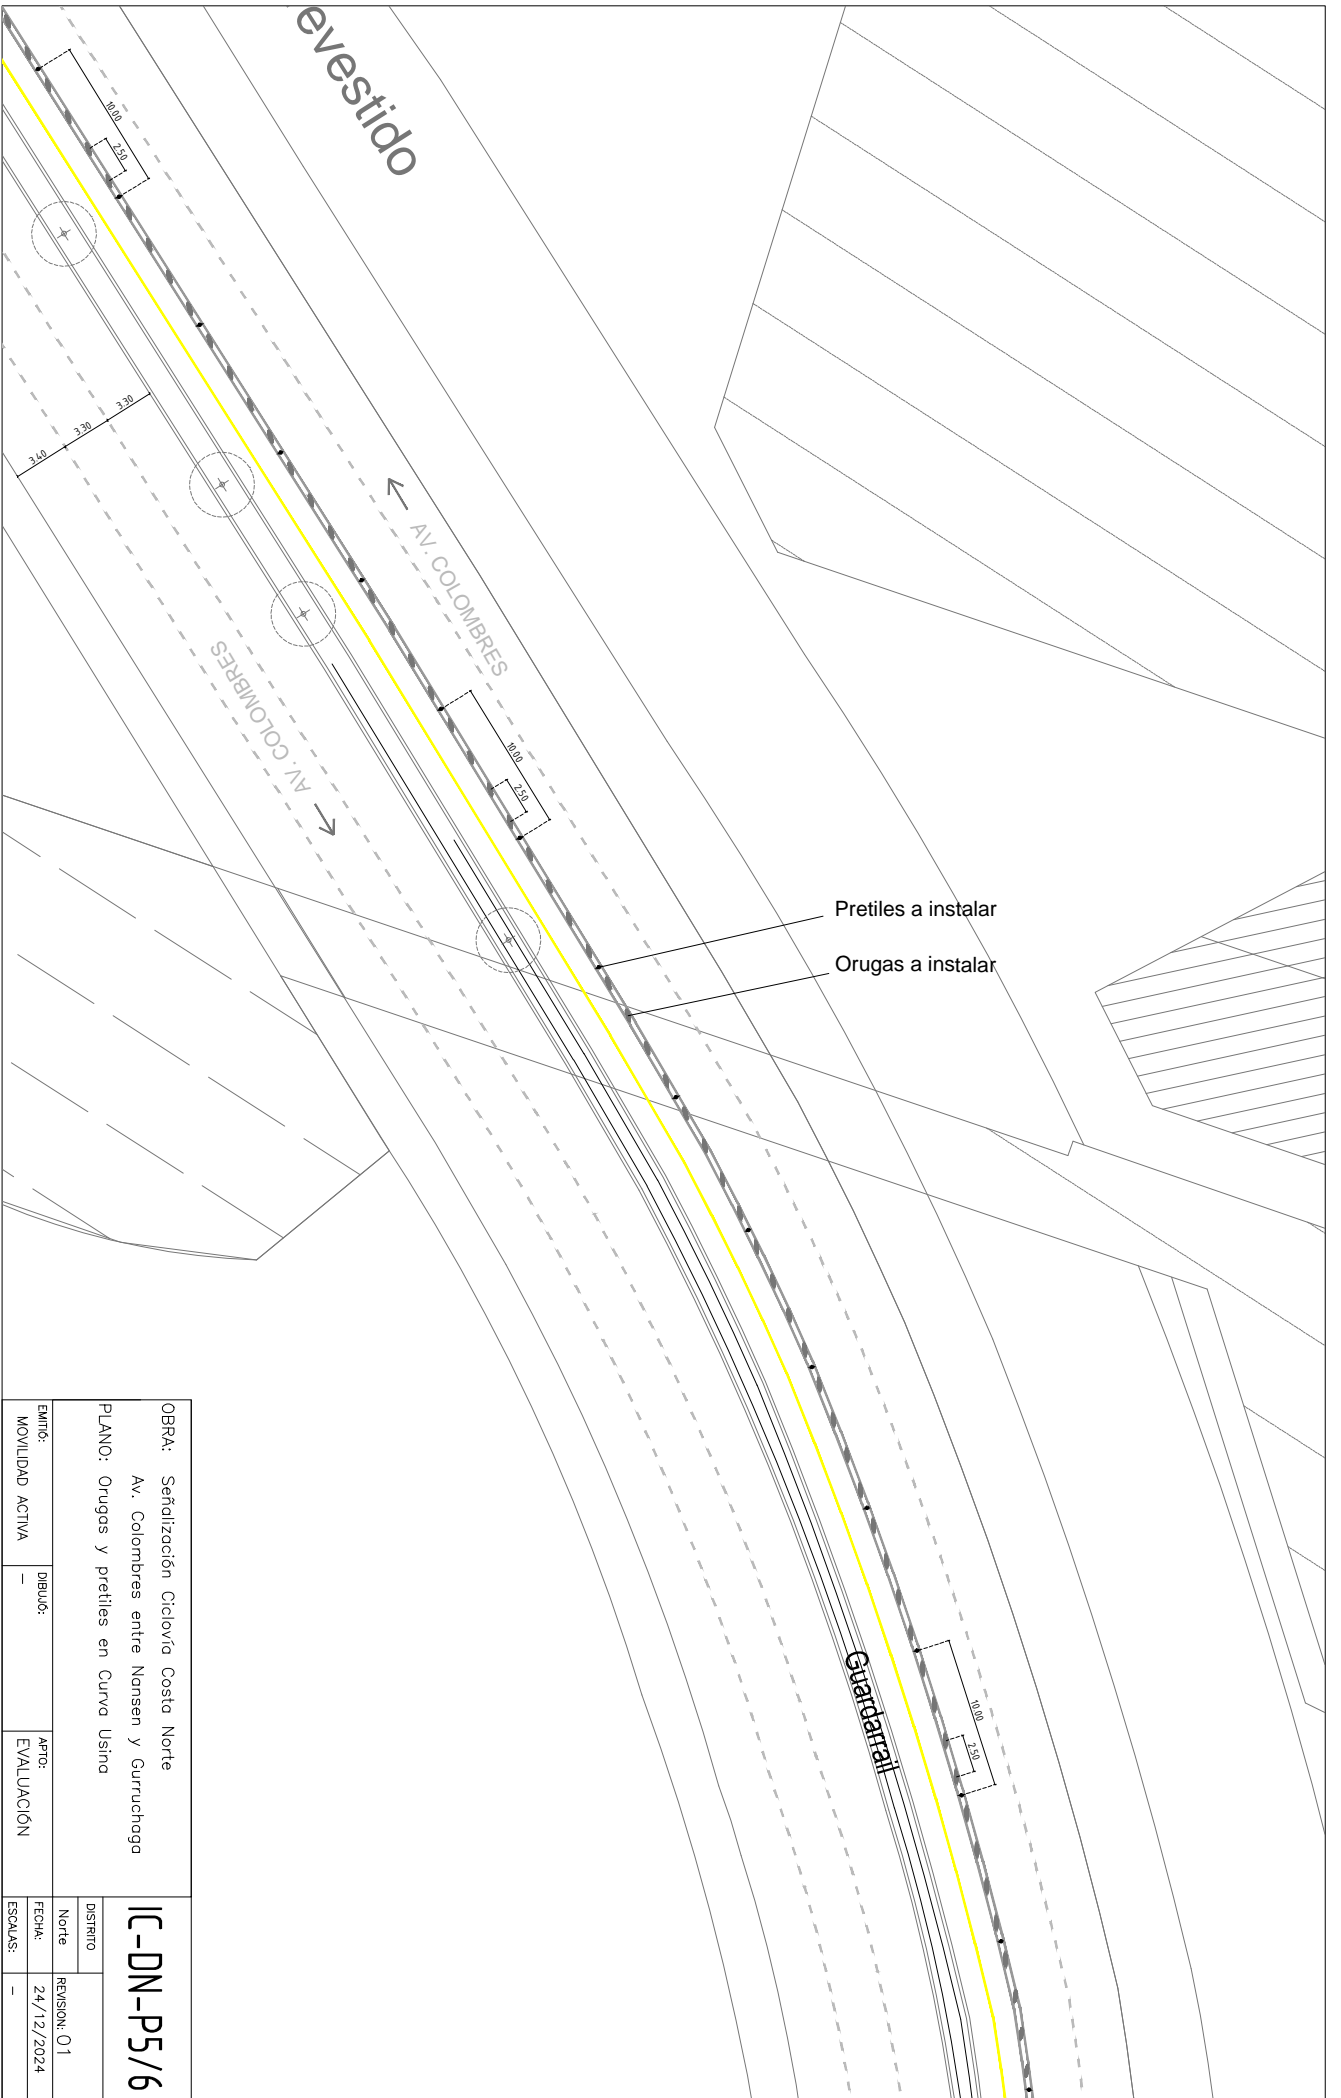 evestido
10.00
2.50
3.30
3.30
3.40
AV. COLOMBRES
AV. COLOMBRES
10.00
2.50
Pretiles a instalar
Orugas a instalar
Guardarrail
10.00
2.50
OBRA: Señalización Ciclovía Costa Norte
Av. Colombres entre Nansen y Gurruchaga
PLANO: Orugas y pretiles en Curva Usina
EMITIÓ:
MOVILIDAD ACTIVA
DIBUJÓ:
–
APTO:
EVALUACIÓN
IC-DN-P5/6
DISTRITO
Norte
REVISION: 01
FECHA: 24/12/2024
ESCALAS: –